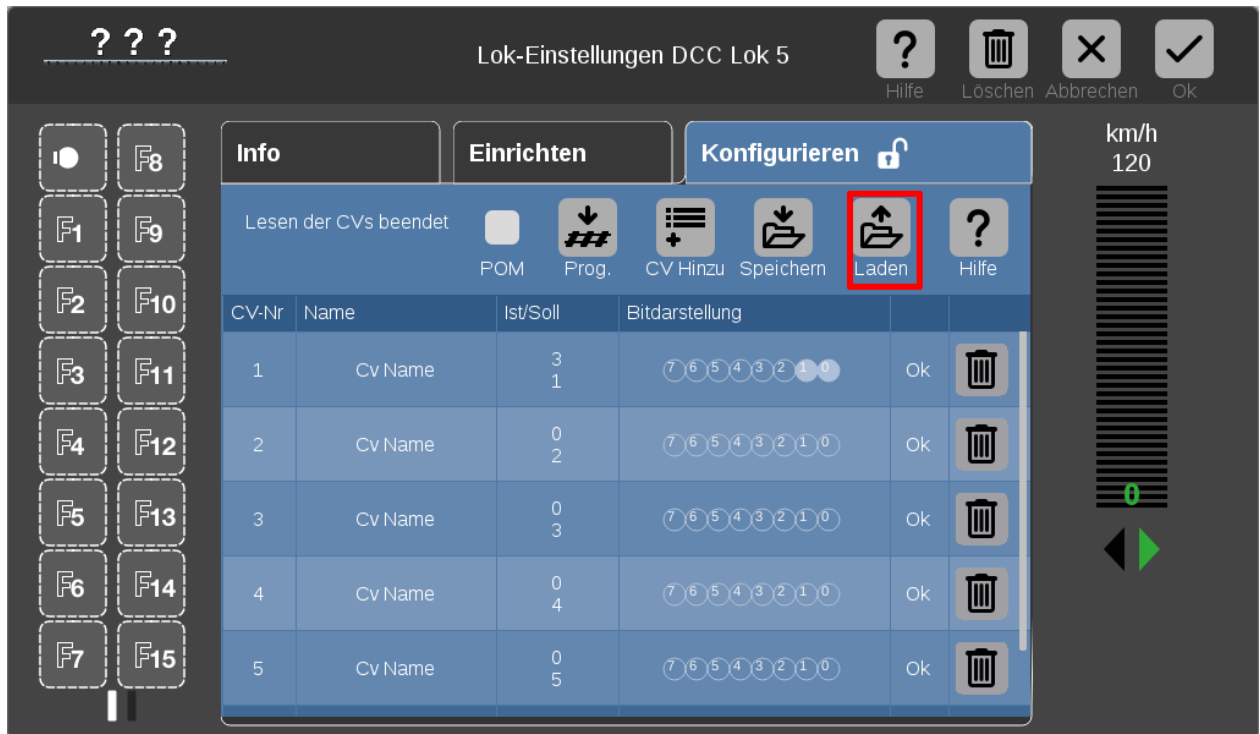 ? ? ?
Lok-Einstellungen DCC Lok 5
?
Hilfe
Löschen
Abbrechen
Ok
F8
F1
F9
F2
F10
F3
F11
F4
F12
F5
F13
F6
F14
F7
F15
Info
Einrichten
Konfigurieren
Lesen der CVs beendet
POM
Prog.
CV Hinzu
Speichern
Laden
?
Hilfe
CV-Nr Name Ist/Soll Bitdarstellung
1 Cv Name 3 7 6 5 4 3 2 1 0 Ok
1
2 Cv Name 0 7 6 5 4 3 2 1 0 Ok
2
3 Cv Name 0 7 6 5 4 3 2 1 0 Ok
3
4 Cv Name 0 7 6 5 4 3 2 1 0 Ok
4
5 Cv Name 0 7 6 5 4 3 2 1 0 Ok
5
km/h
120
0